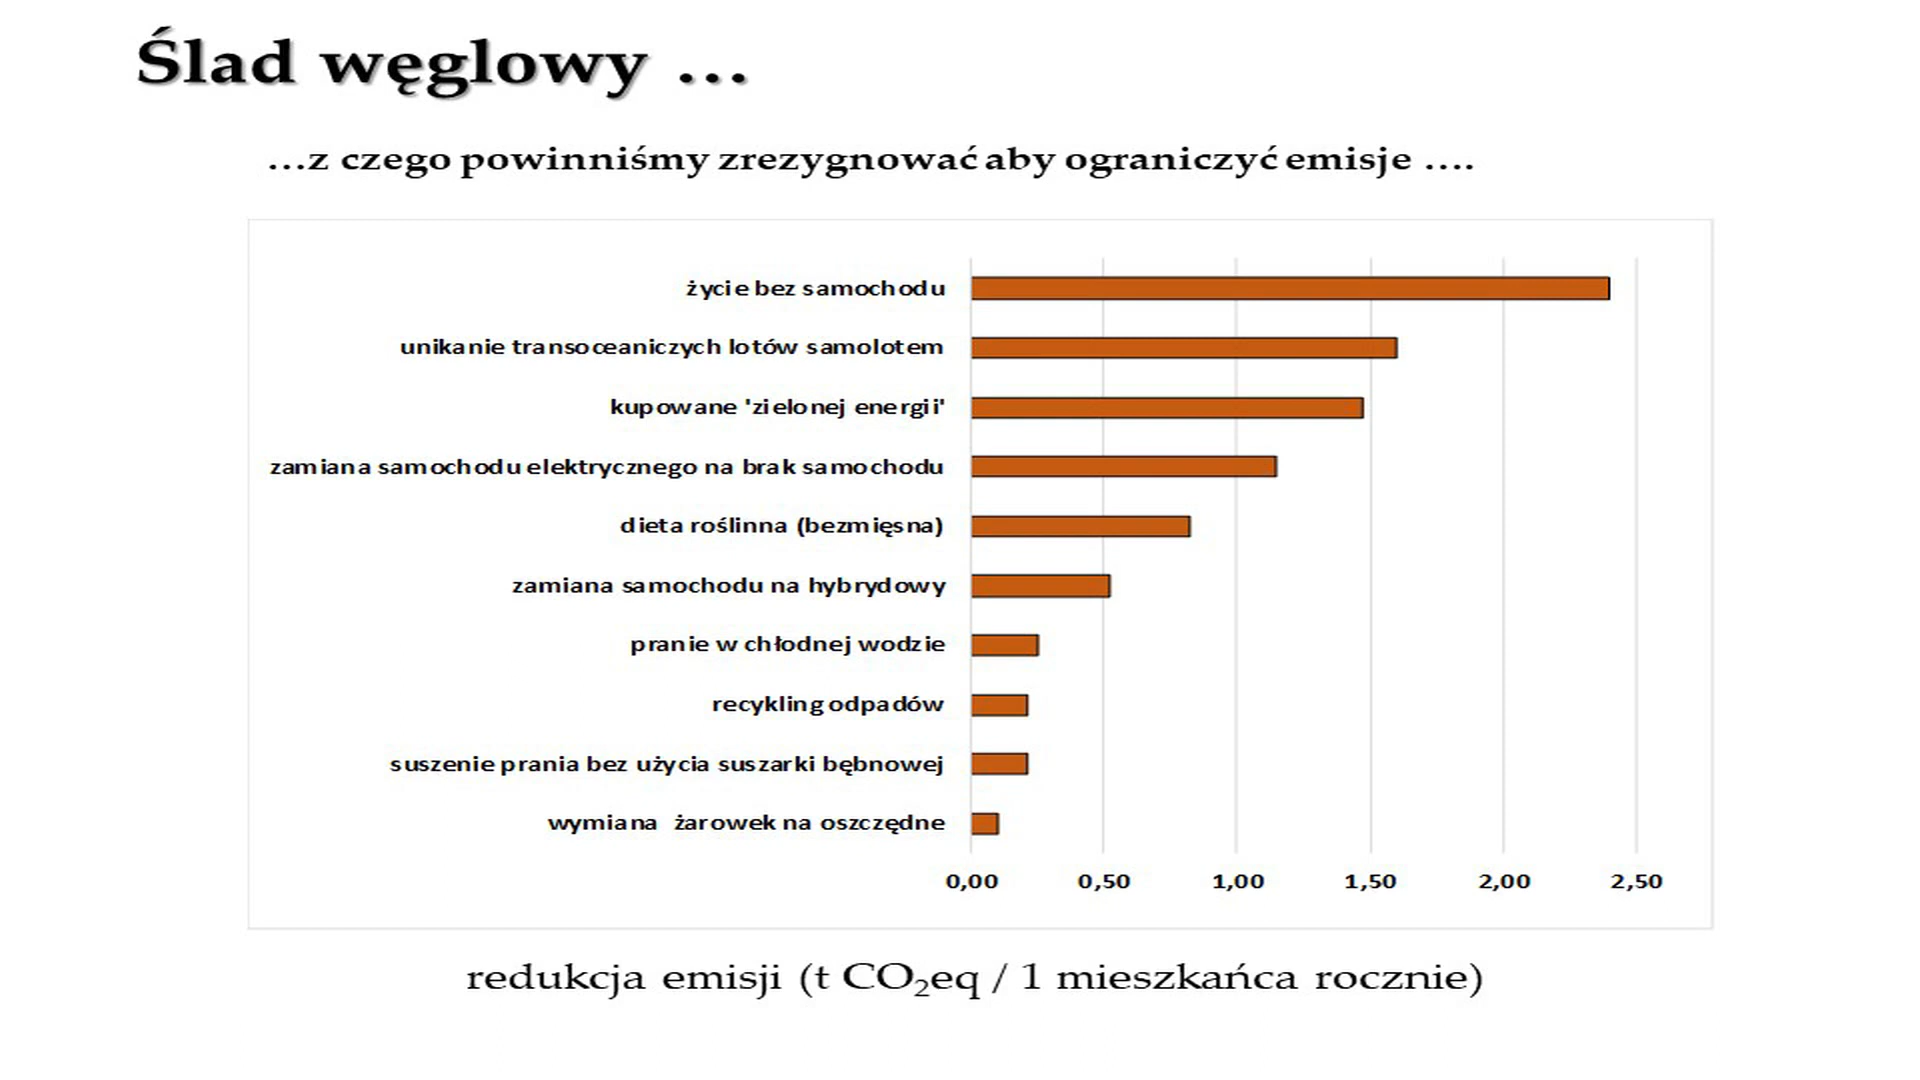 Ślad węglowy ...
...z czego powinniśmy zrezygnować aby ograniczyć emisje ....
życie bez samochodu
unikanie transoceaniczych lotów samolotem
kupowane 'zielonej energii'
zamiana samochodu elektrycznego na brak samochodu
dieta roślinna (bezmięsna)
zamiana samochodu na hybrydowy
pranie w chłodnej wodzie
recykling odpadów
suszenie prania bez użycia suszarki bębnowej
wymiana żarowek na oszczędne
0,00 0,50 1,00 1,50 2,00 2,50
redukcja emisji (t CO₂eq / 1 mieszkańca rocznie)